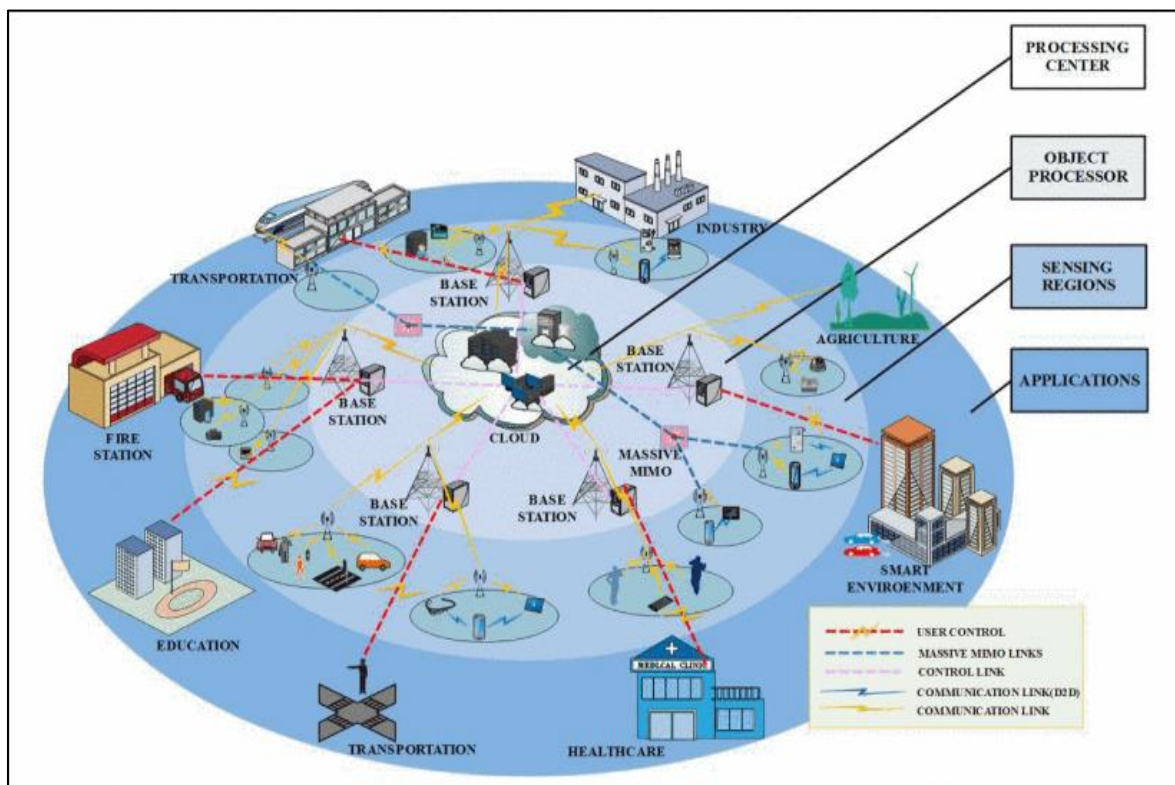 PROCESSING
CENTER
OBJECT
PROCESSOR
SENSING
REGIONS
APPLICATIONS
INDUSTRY
TRANSPORTATION
BASE
STATION
AGRICULTURE
BASE
STATION
FIRE
STATION
BASE
STATION
CLOUD
MASSIVE
MIMO
BASE
STATION
BASE
STATION
SMART
ENVIROENMENT
EDUCATION
MEDICAL CLINIC
TRANSPORTATION
HEALTHCARE
USER CONTROL
MASSIVE MIMO LINKS
CONTROL LINK
COMMUNICATION LINK(D2D)
COMMUNICATION LINK